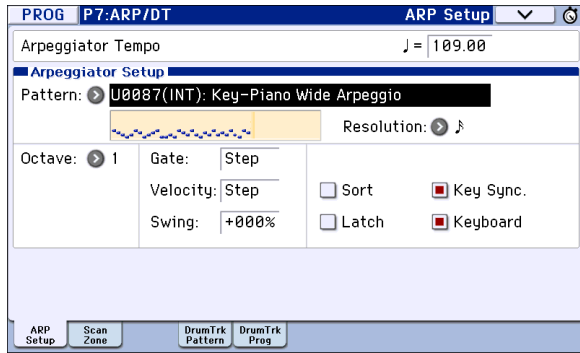 PROG P7:ARP/DT ARP Setup
Arpeggiator Tempo ♩= 109.00
Arpeggiator Setup
Pattern: U0087(INT): Key-Piano Wide Arpeggio
Resolution: ♪
Octave: 1 Gate: Step
Velocity: Step Sort Key Sync.
Swing: +000% Latch Keyboard
ARP Setup Scan Zone DrumTrk Pattern DrumTrk Prog